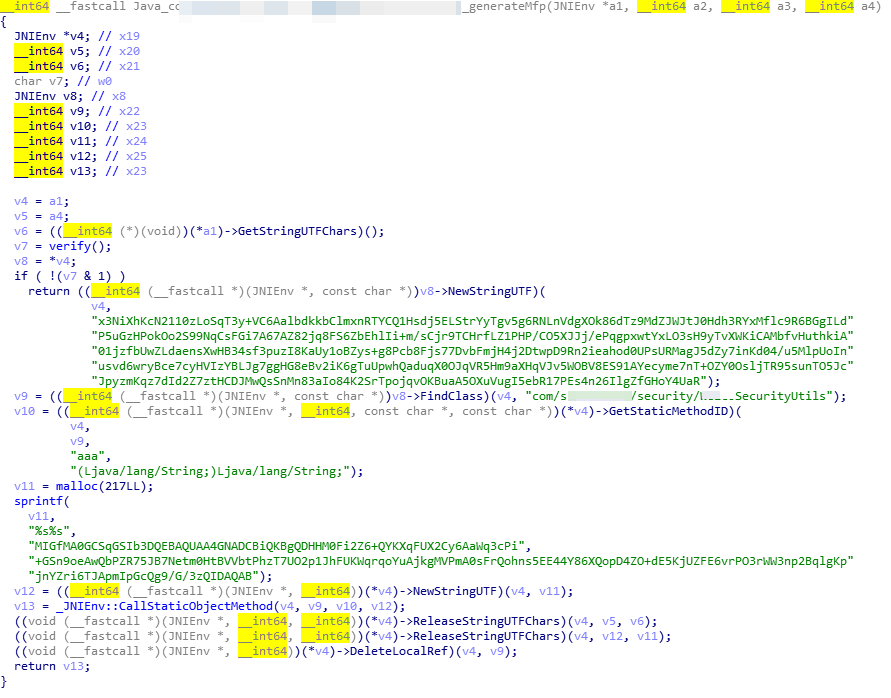 __int64 __fastcall Java_cc _generateMfp(JNIEnv *a1, __int64 a2, __int64 a3, __int64 a4)
{
JNIEnv *v4; // x19
__int64 v5; // x20
__int64 v6; // x21
char v7; // w0
JNIEnv v8; // x8
__int64 v9; // x22
__int64 v10; // x23
__int64 v11; // x24
__int64 v12; // x25
__int64 v13; // x23
v4 = a1;
v5 = a4;
v6 = ((__int64 (*)(void))(*a1)->GetStringUTFChars)();
v7 = verify();
v8 = *v4;
if ( !(v7 & 1) )
return ((__int64 (__fastcall *)(JNIEnv *, const char *))v8->NewStringUTF)(
v4,
"x3NiXhKcN2110zLoSqT3y+VC6AalbdkkbClmxnRTYCQ1Hsdj5ELStrYyTgv5g6RNLnVdgXOk86dTz9MdZJWJtJ0Hdh3RYxMflc9R6BGgILd"
"P5uGzHPokOo2S99NqCsFGi7A67AZ82jq8FS6ZbEhlIi+m/sCjr9TCHrfLZ1PHP/CO5XJJj/ePqgpxwtYxLO3sH9yTvXWKiCAMbfvHuthkiA"
"01jzfbUwZLdaensXwHB34sf3puzI8KaUy1oBZys+g8Pcb8Fjs77DvbFmjH4j2DtwpD9Rn2ieahod0UPsURMagJ5dZy7inKd04/u5MlpUoIn"
"usvd6wryBce7cyHVIzYBLJg7ggHG8eBv2iK6gTuUpwhQaduqX0OJqVR5Hm9aXHqVJv5WOBV8ES91AYecyme7nT+OZY0OsljTR95sunTO5Jc"
"JpyzmKqz7dId2Z7ztHCDJMwQsSnMn83aIo84K2SrTpojqvOKBuaA5OXuVugI5ebR17PEs4n26IlgZfGHoY4UaR");
v9 = ((__int64 (__fastcall *)(JNIEnv *, const char *))v8->FindClass)(v4, "com/s /security/ SecurityUtils");
v10 = ((__int64 (__fastcall *)(JNIEnv *, __int64, const char *, const char *))(*v4)->GetStaticMethodID)(
v4,
v9,
"aaa",
"(Ljava/lang/String;)Ljava/lang/String;");
v11 = malloc(217LL);
sprintf(
v11,
"%s%s",
"MIGfMA0GCSqGSIb3DQEBAQUAA4GNADCBiQKBgQDHHM0Fi2Z6+QYKXqFUX2Cy6AaWq3cPi",
"+GSn9oeAwQbPZR75JB7Netm0HtBVVbtPhzT7UO2p1JhFUKWqrqoYuAjkgMVPmA0sFrQohns5EE44Y86XQopD4ZO+dE5KjUZFE6vrPO3rWW3np2BqlgKp"
"jnYZri6TJApmIpGcQg9/G/3zQIDAQAB");
v12 = ((__int64 (__fastcall *)(JNIEnv *, __int64))(*v4)->NewStringUTF)(v4, v11);
v13 = _JNIEnv::CallStaticObjectMethod(v4, v9, v10, v12);
((void (__fastcall *)(JNIEnv *, __int64, __int64))(*v4)->ReleaseStringUTFChars)(v4, v5, v6);
((void (__fastcall *)(JNIEnv *, __int64, __int64))(*v4)->ReleaseStringUTFChars)(v4, v12, v11);
((void (__fastcall *)(JNIEnv *, __int64))(*v4)->DeleteLocalRef)(v4, v9);
return v13;
}